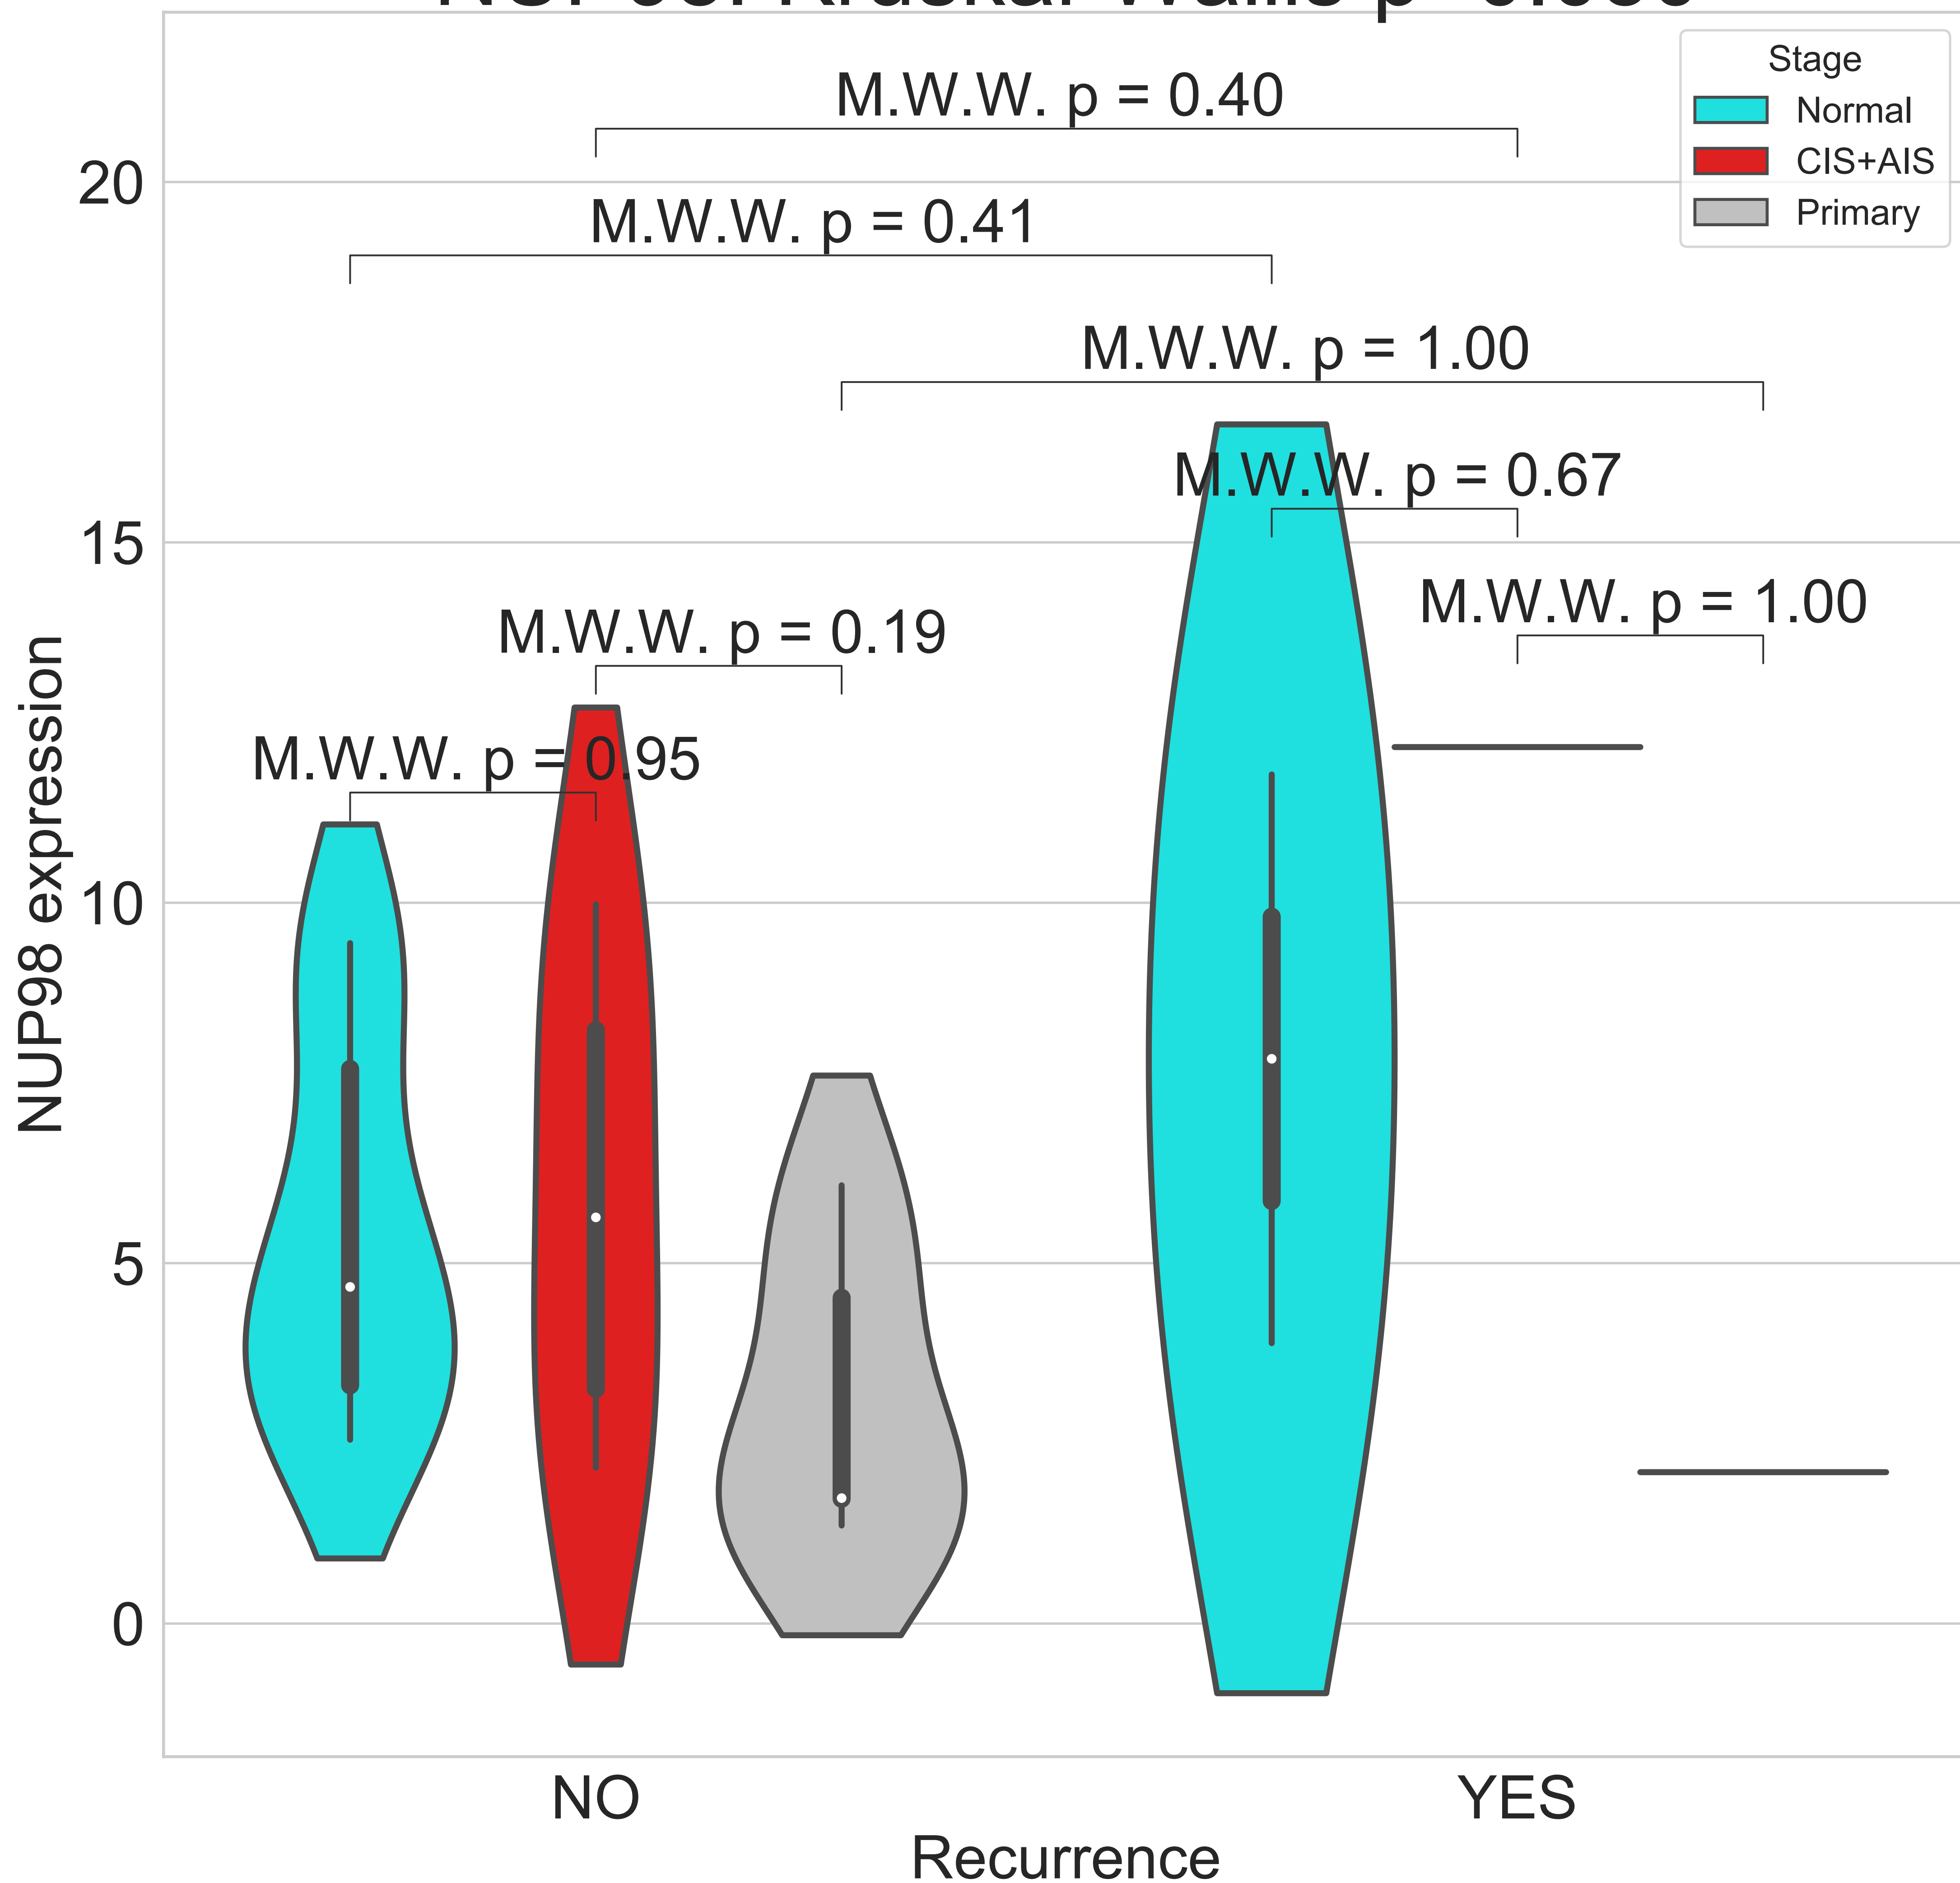 Stage
Normal
CIS+AIS
Primary
M.W.W. p = 0.40
M.W.W. p = 0.41
M.W.W. p = 1.00
M.W.W. p = 0.67
M.W.W. p = 1.00
M.W.W. p = 0.19
M.W.W. p = 0.95
20
15
10
5
0
NUP98 expression
NO
YES
Recurrence